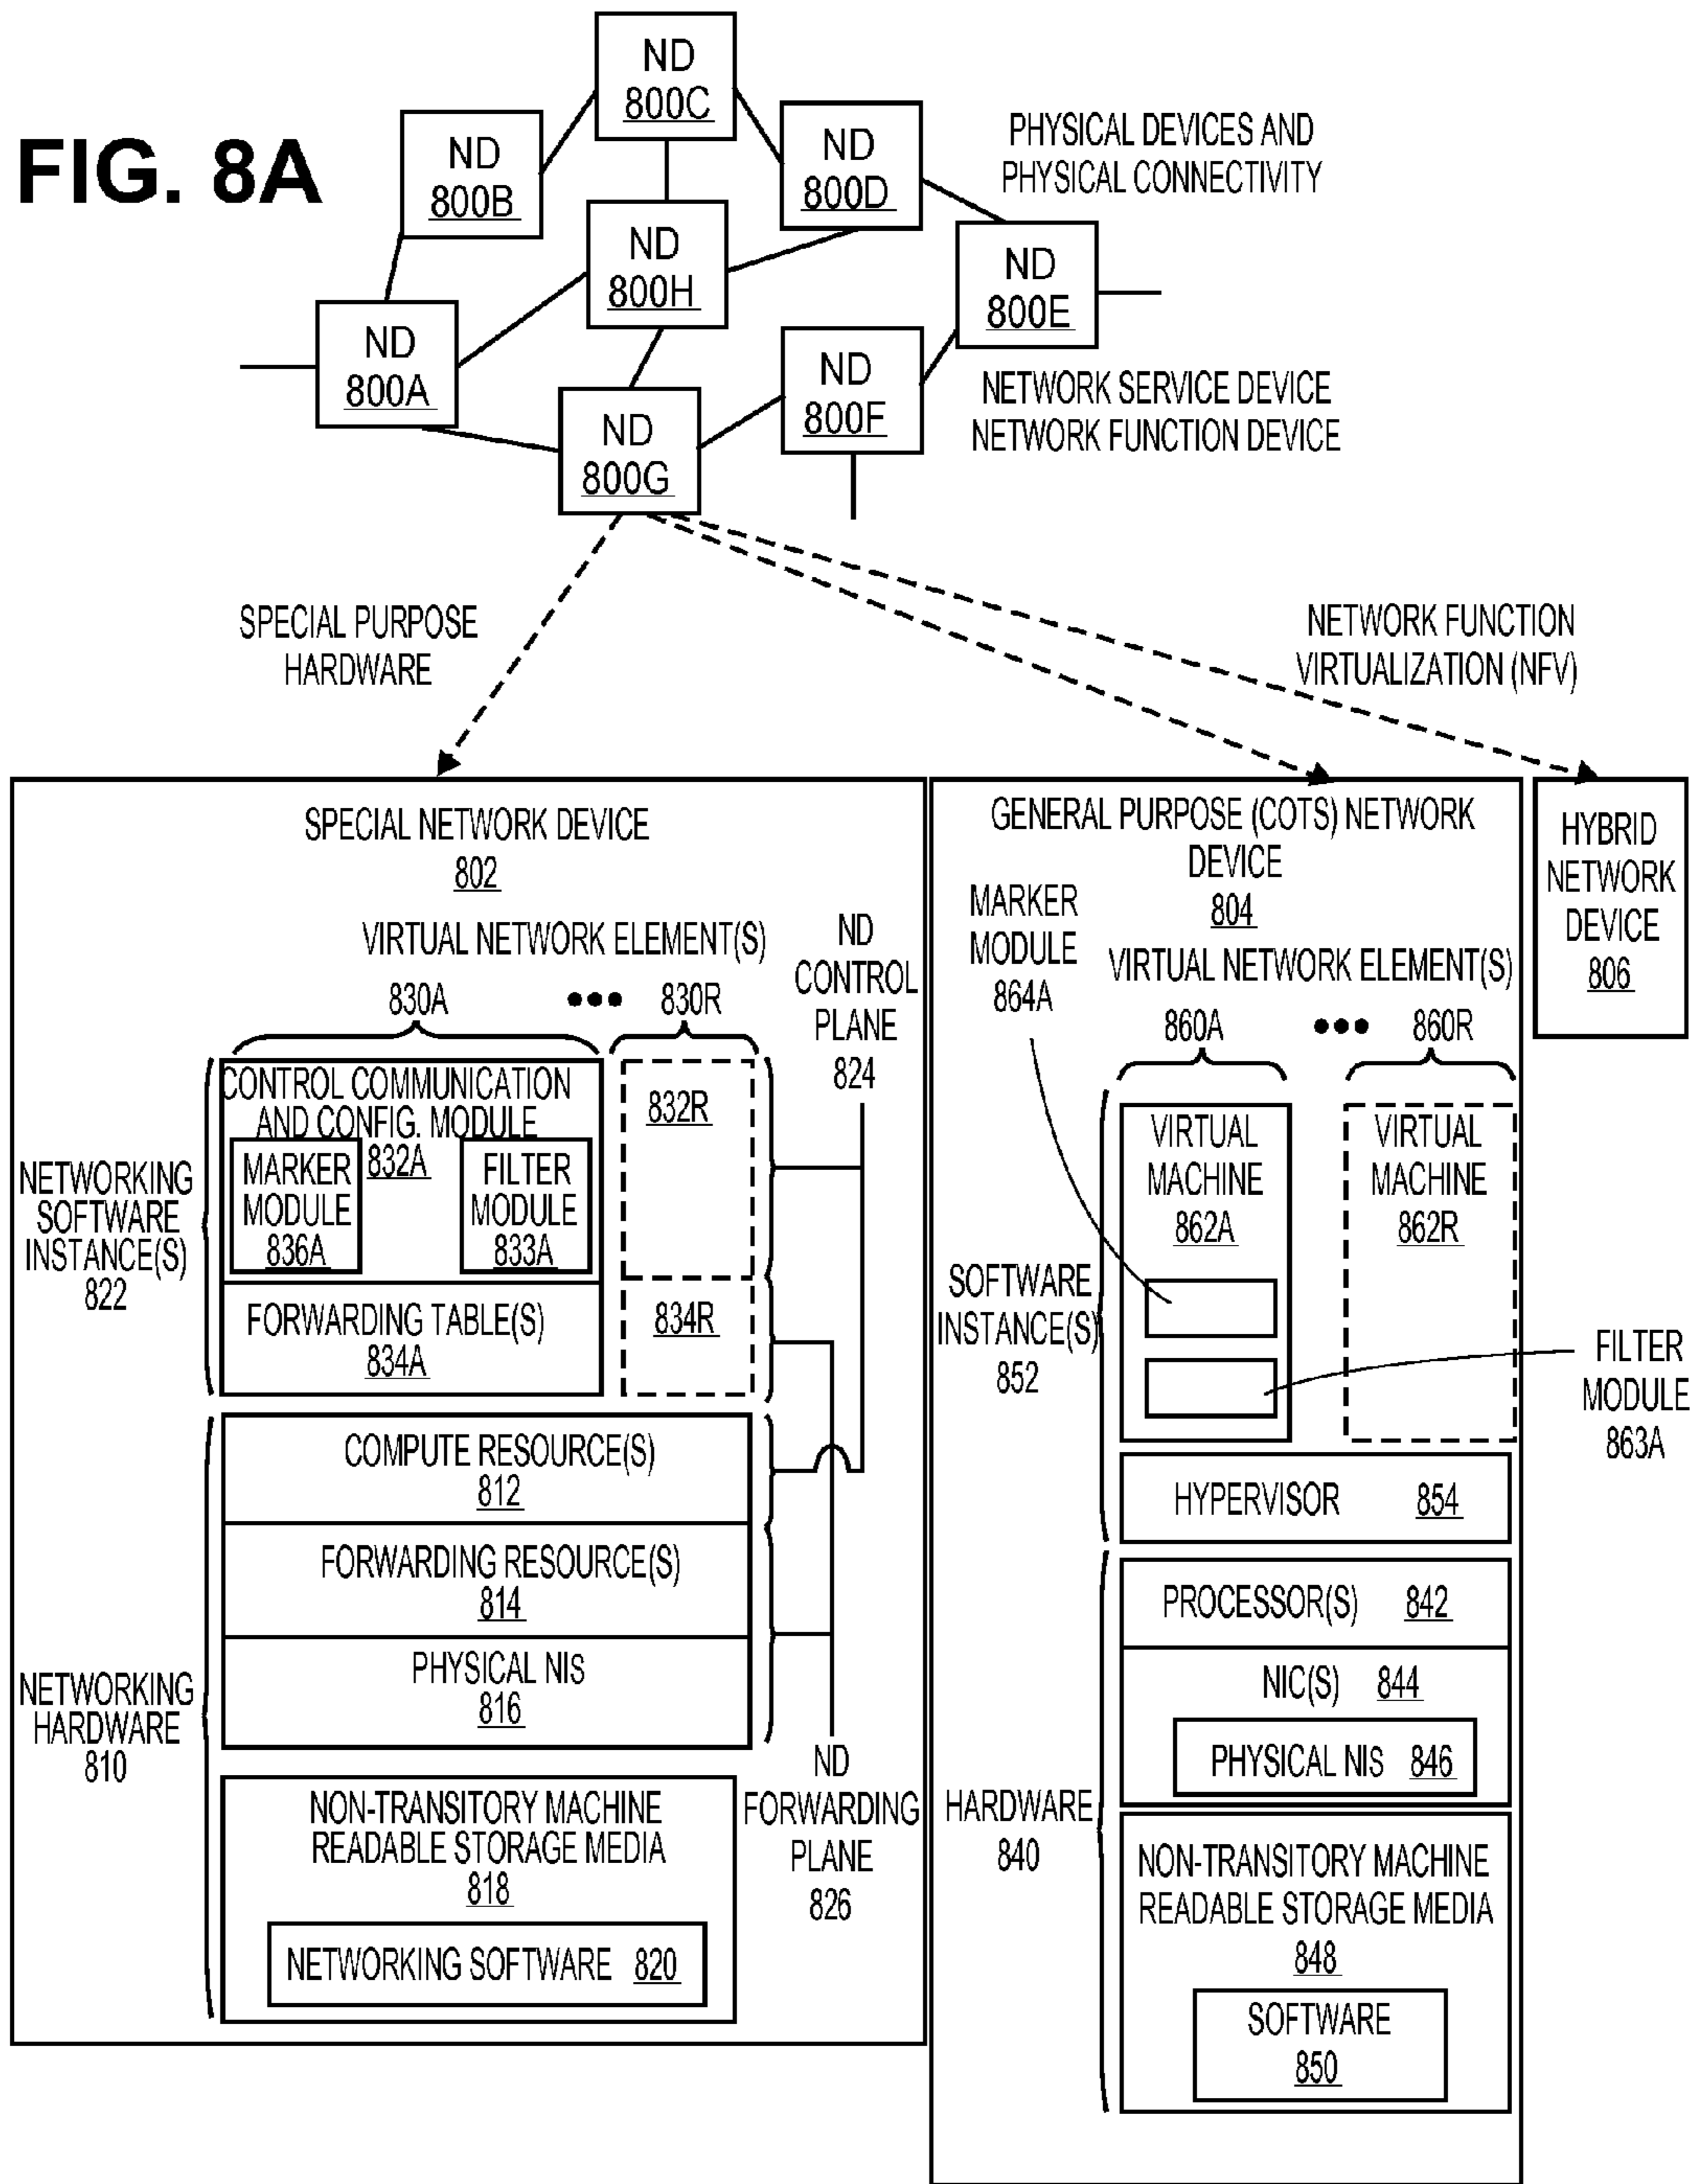 FIG. 8A
ND
800C
ND
800B
ND
800D
PHYSICAL DEVICES AND
PHYSICAL CONNECTIVITY
ND
800H
ND
800E
ND
800A
ND
800F
NETWORK SERVICE DEVICE
NETWORK FUNCTION DEVICE
ND
800G
SPECIAL PURPOSE
HARDWARE
NETWORK FUNCTION
VIRTUALIZATION (NFV)
SPECIAL NETWORK DEVICE
802
VIRTUAL NETWORK ELEMENT(S)
830A
•••
830R
ND
CONTROL
PLANE
824
CONTROL COMMUNICATION
AND CONFIG. MODULE
832A
MARKER
MODULE
836A
FILTER
MODULE
833A
832R
NETWORKING
SOFTWARE
INSTANCE(S)
822
FORWARDING TABLE(S)
834A
834R
COMPUTE RESOURCE(S)
812
FORWARDING RESOURCE(S)
814
PHYSICAL NIS
816
NETWORKING
HARDWARE
810
ND
FORWARDING
PLANE
826
NON-TRANSITORY MACHINE
READABLE STORAGE MEDIA
818
NETWORKING SOFTWARE 820
GENERAL PURPOSE (COTS) NETWORK
DEVICE
804
MARKER
MODULE
864A
VIRTUAL NETWORK ELEMENT(S)
860A
•••
860R
VIRTUAL
MACHINE
862A
VIRTUAL
MACHINE
862R
SOFTWARE
INSTANCE(S)
852
FILTER
MODULE
863A
HYPERVISOR 854
PROCESSOR(S) 842
NIC(S) 844
PHYSICAL NIS 846
HARDWARE
840
NON-TRANSITORY MACHINE
READABLE STORAGE MEDIA
848
SOFTWARE
850
HYBRID
NETWORK
DEVICE
806